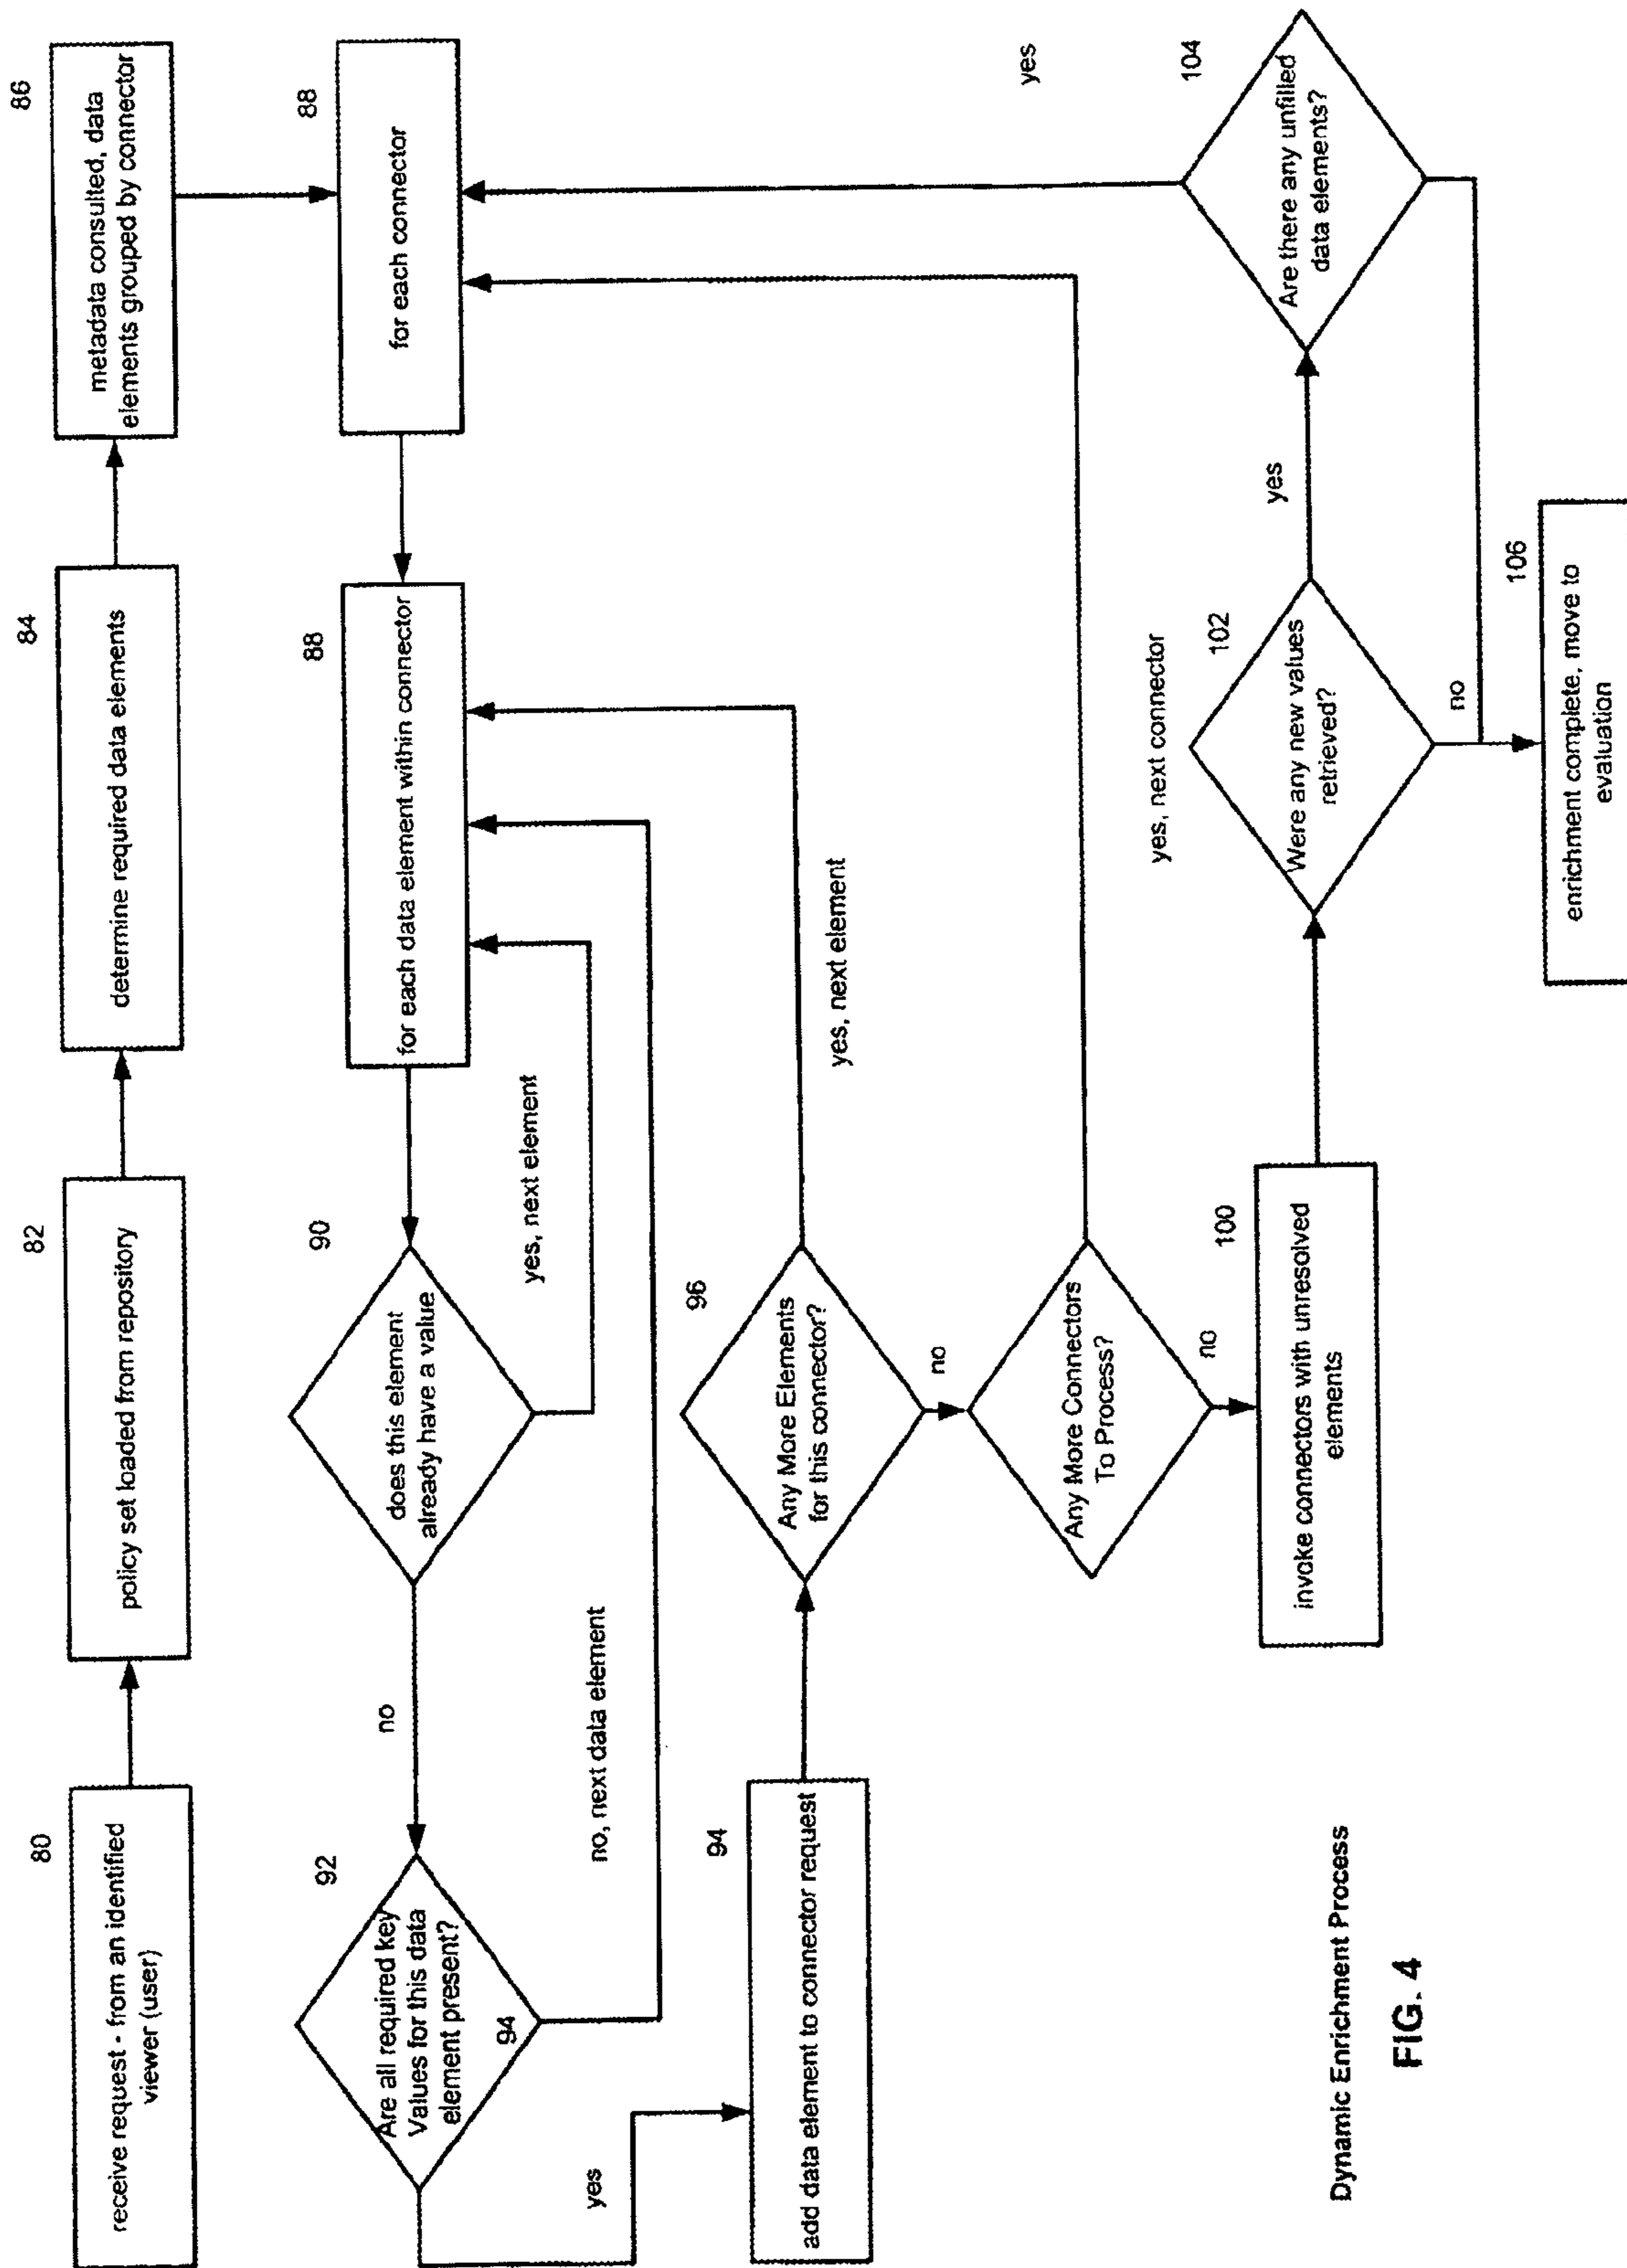 80
receive request - from an identified
viewer (user)
82
policy set loaded from repository
84
determine required data elements
86
metadata consulted, data
elements grouped by connector
88
for each connector
88
for each data element within connector
90
does this element
already have a value
yes, next element
no
92
Are all required key
Values for this data
element present?
94
no, next data element
yes
94
add data element to connector request
96
Any More Elements
for this connector?
yes, next element
no
Any More Connectors
To Process?
yes, next connector
no
100
invoke connectors with unresolved
elements
102
Were any new values
retrieved?
yes
no
104
Are there any unfilled
data elements?
yes
106
enrichment complete, move to
evaluation
Dynamic Enrichment Process
FIG. 4